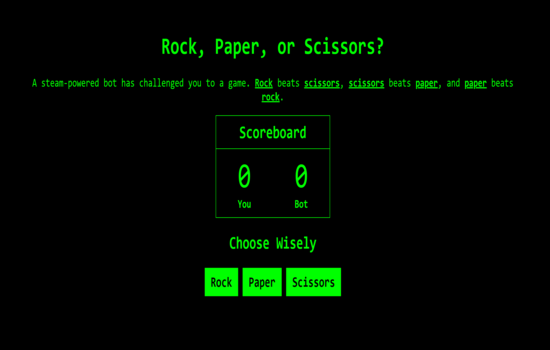 Rock, Paper, or Scissors?
A steam-powered bot has challenged you to a game. Rock beats scissors, scissors beats paper, and paper beats
rock.
Scoreboard
0 0
You Bot
Choose Wisely
Rock Paper Scissors